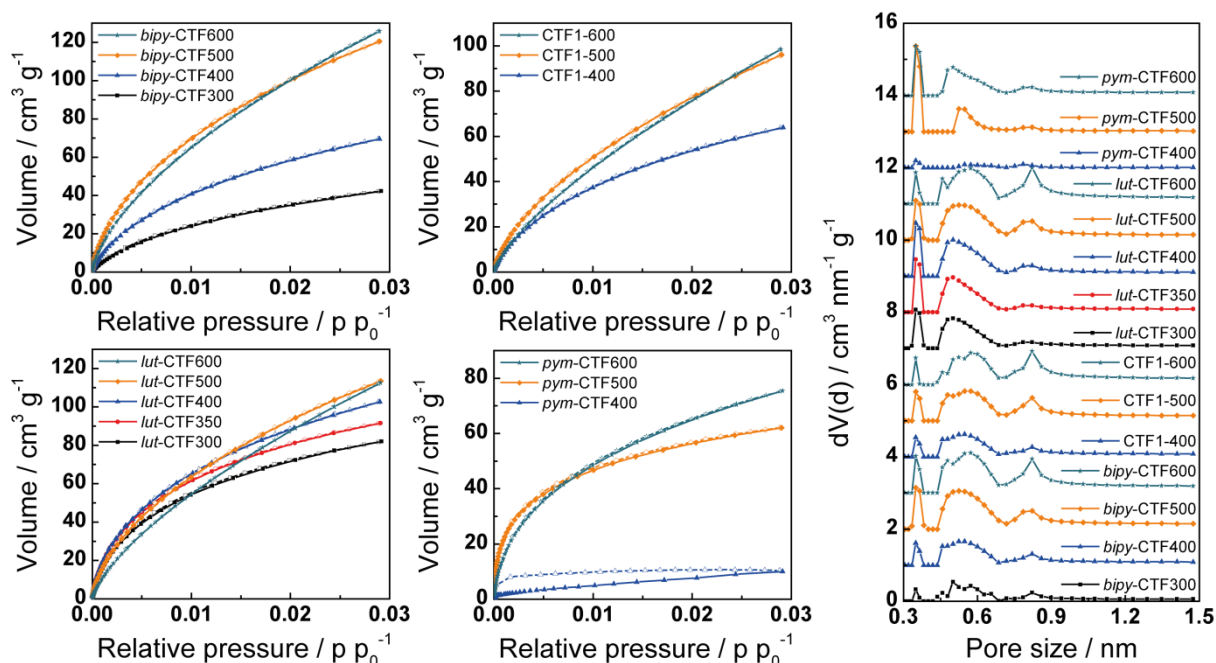 bipy-CTF600
bipy-CTF500
bipy-CTF400
bipy-CTF300
120
100
80
60
40
20
0
Volume / cm³ g⁻¹
0.00 0.01 0.02 0.03
Relative pressure / p p₀⁻¹
CTF1-600
CTF1-500
CTF1-400
100
80
60
40
20
0
Volume / cm³ g⁻¹
0.00 0.01 0.02 0.03
Relative pressure / p p₀⁻¹
lut-CTF600
lut-CTF500
lut-CTF400
lut-CTF350
lut-CTF300
120
100
80
60
40
20
0
Volume / cm³ g⁻¹
0.00 0.01 0.02 0.03
Relative pressure / p p₀⁻¹
pym-CTF600
pym-CTF500
pym-CTF400
80
60
40
20
0
Volume / cm³ g⁻¹
0.00 0.01 0.02 0.03
Relative pressure / p p₀⁻¹
16
14
12
10
8
6
4
2
0
dV(d) / cm³ nm⁻¹ g⁻¹
pym-CTF600
pym-CTF500
pym-CTF400
lut-CTF600
lut-CTF500
lut-CTF400
lut-CTF350
lut-CTF300
CTF1-600
CTF1-500
CTF1-400
bipy-CTF600
bipy-CTF500
bipy-CTF400
bipy-CTF300
0.3 0.6 0.9 1.2 1.5
Pore size / nm